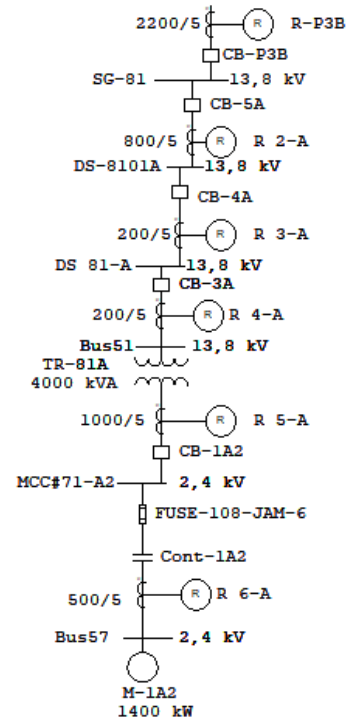 2200/5 R R-P3B
CB-P3B
SG-81 13,8 kV
CB-5A
800/5 R R 2-A
DS-8101A 13,8 kV
CB-4A
200/5 R R 3-A
DS 81-A 13,8 kV
CB-3A
200/5 R R 4-A
Bus51 13,8 kV
TR-81A
4000 kVA
1000/5 R R 5-A
CB-1A2
MCC#71-A2 2,4 kV
FUSE-108-JAM-6
Cont-1A2
500/5 R R 6-A
Bus57 2,4 kV
M-1A2
1400 kW